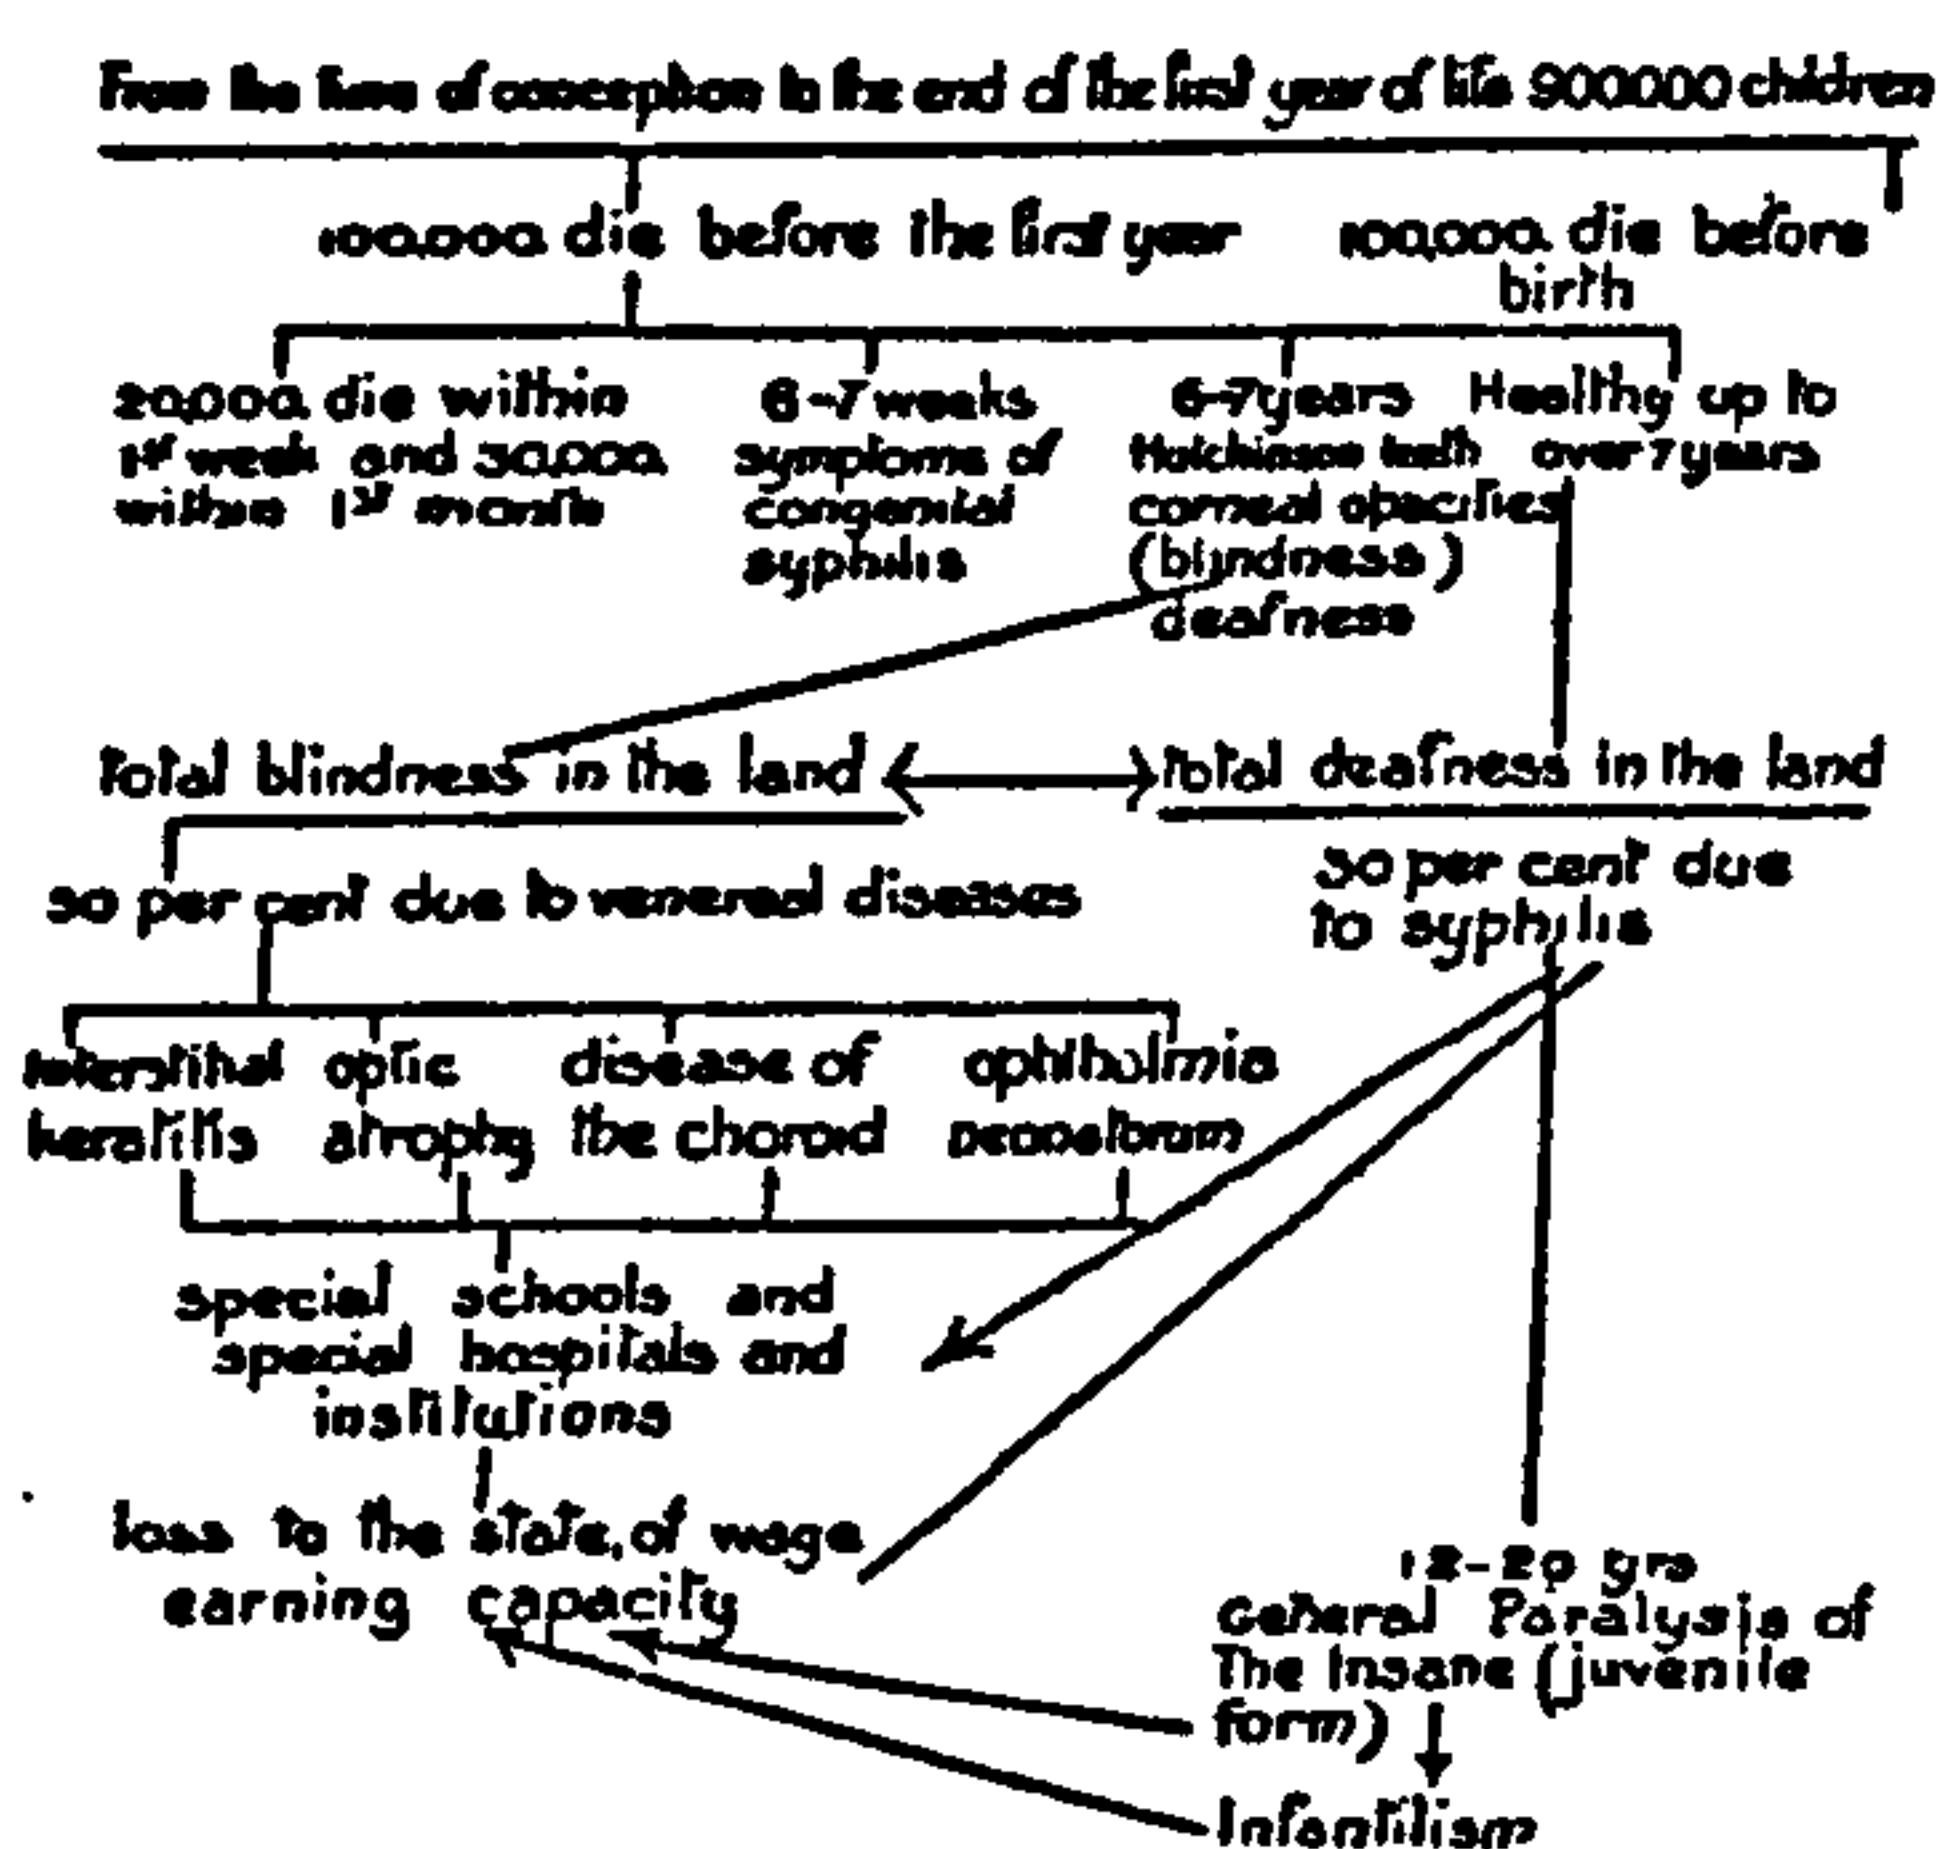 From the time of conception to the end of the first year of life 900000 children
100,000. die before the first year
100,000. die before
birth
20,000. die within
1st week and 30,000.
within 1st month
6-7 weeks
symptoms of
congenital
syphilis
6-7 years
Hutchinson teeth
corneal opacities
(blindness)
deafness
Healthy up to
over 7 years
total blindness in the land
total deafness in the land
per cent due to venereal diseases
30 per cent due
to syphilis
Interstitial
keratitis
optic
atrophy
disease of
the choroid
ophthalmia
neonatorum
special schools and
special hospitals and
institutions
loss to the state, of wage
earning capacity
yrs
General Paralysis of
The Insane (juvenile
form)
Infantilism